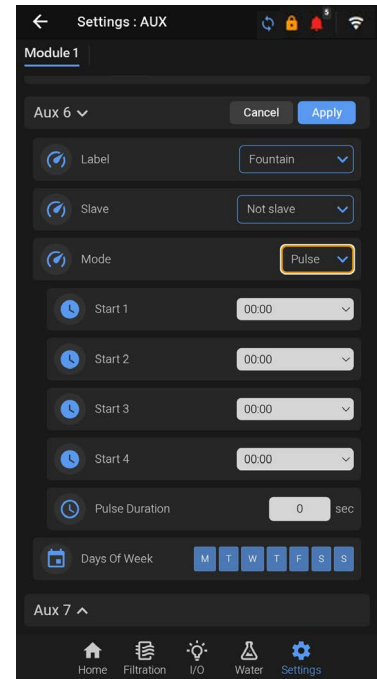 Settings : AUX
5
Module 1
Aux 6
Cancel
Apply
Label
Fountain
Slave
Not slave
Mode
Pulse
Start 1
00:00
Start 2
00:00
Start 3
00:00
Start 4
00:00
Pulse Duration
0
sec
Days Of Week
M T W T F S S
Aux 7
Home Filtration I/O Water Settings